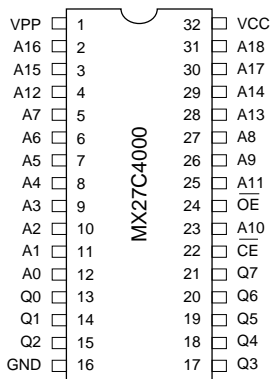 VPP 1 32 VCC
A16 2 31 A18
A15 3 30 A17
A12 4 29 A14
A7 5 28 A13
A6 6 27 A8
A5 7 26 A9
A4 8 25 A11
A3 9 24 OE
A2 10 23 A10
A1 11 22 CE
A0 12 21 Q7
Q0 13 20 Q6
Q1 14 19 Q5
Q2 15 18 Q4
GND 16 17 Q3
MX27C4000